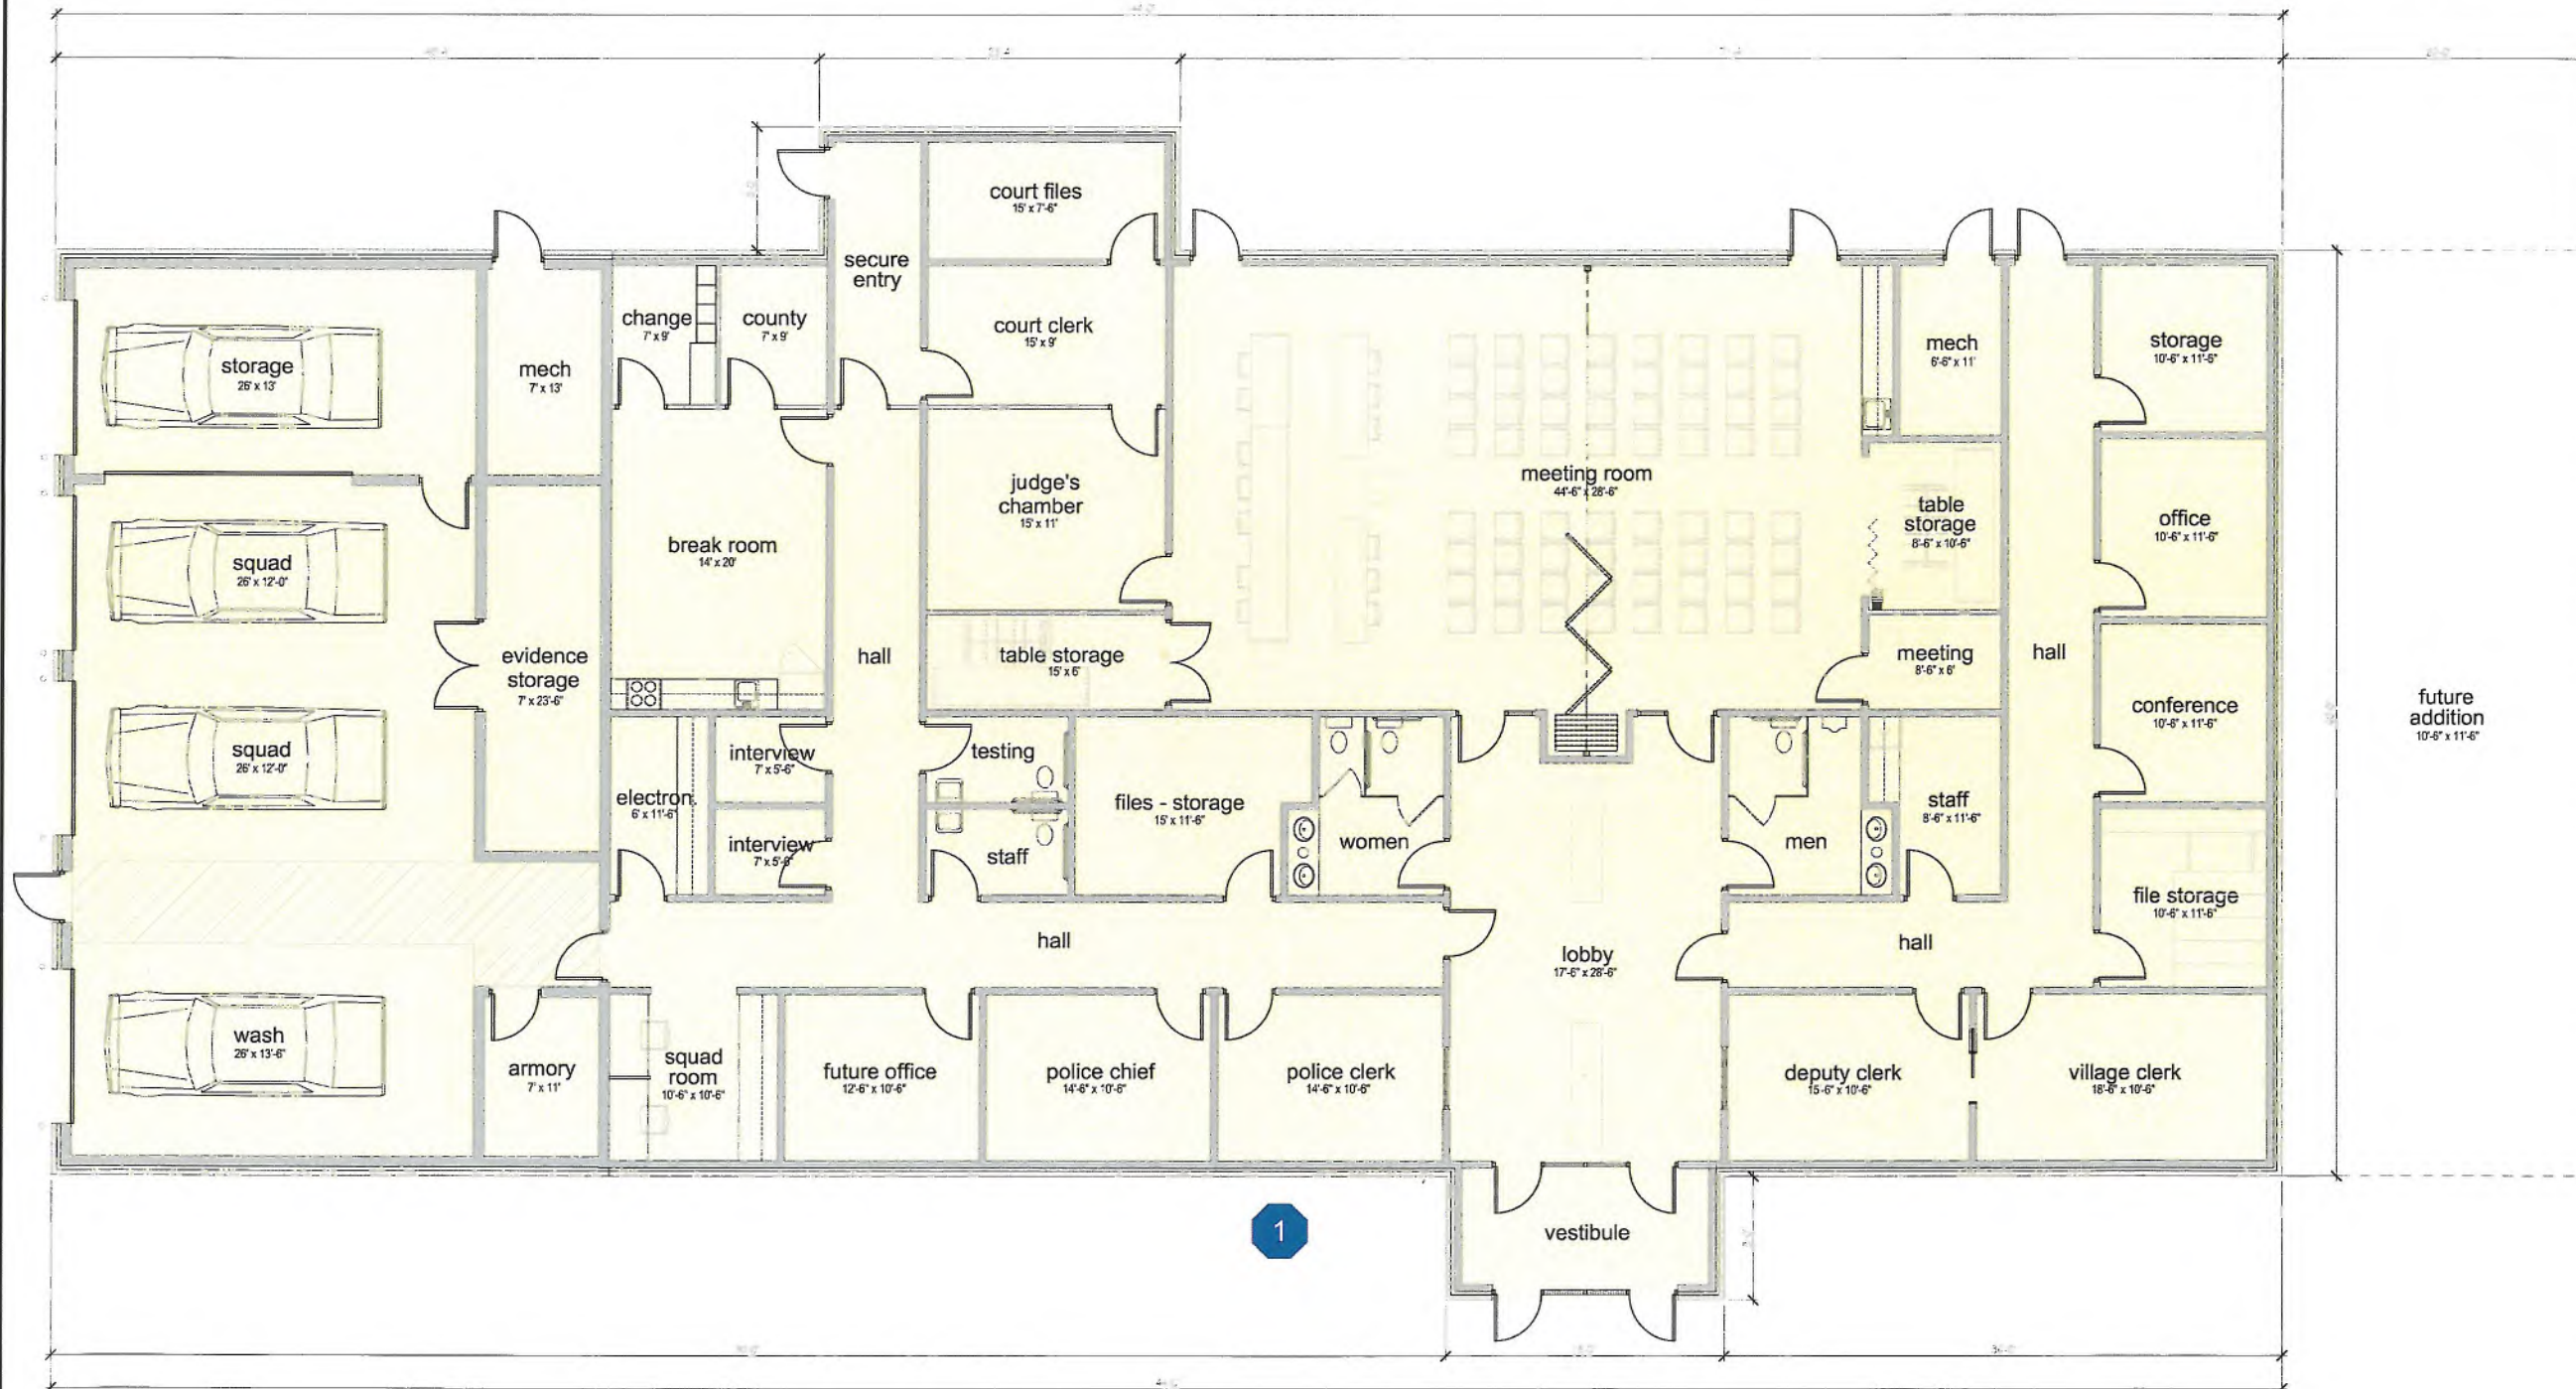 court files
15' x 7'-6"
secure
entry
change
7' x 9'
county
7' x 9'
court clerk
15' x 9'
storage
26' x 13'
mech
7' x 13'
mech
6'-6" x 11'
storage
10'-6" x 11'-6"
judge's
chamber
15' x 11'
meeting room
44'-6" x 28'-6"
table
storage
8'-6" x 10'-6"
office
10'-6" x 11'-6"
squad
26' x 12'-0"
break room
14' x 20'
evidence
storage
7' x 23'-6"
hall
table storage
15' x 6'
meeting
8'-6" x 6'
hall
conference
10'-6" x 11'-6"
future
addition
10'-6" x 11'-6"
squad
26' x 12'-0"
interview
7' x 5'-6"
testing
electron.
6' x 11'-6"
files - storage
15' x 11'-6"
staff
8'-6" x 11'-6"
interview
7' x 5'-6"
staff
women
men
file storage
10'-6" x 11'-6"
hall
lobby
17'-6" x 28'-6"
hall
wash
26' x 13'-6"
armory
7' x 11'
squad
room
10'-6" x 10'-6"
future office
12'-6" x 10'-6"
police chief
14'-6" x 10'-6"
police clerk
14'-6" x 10'-6"
deputy clerk
15'-6" x 10'-6"
village clerk
18'-6" x 10'-6"
1
vestibule